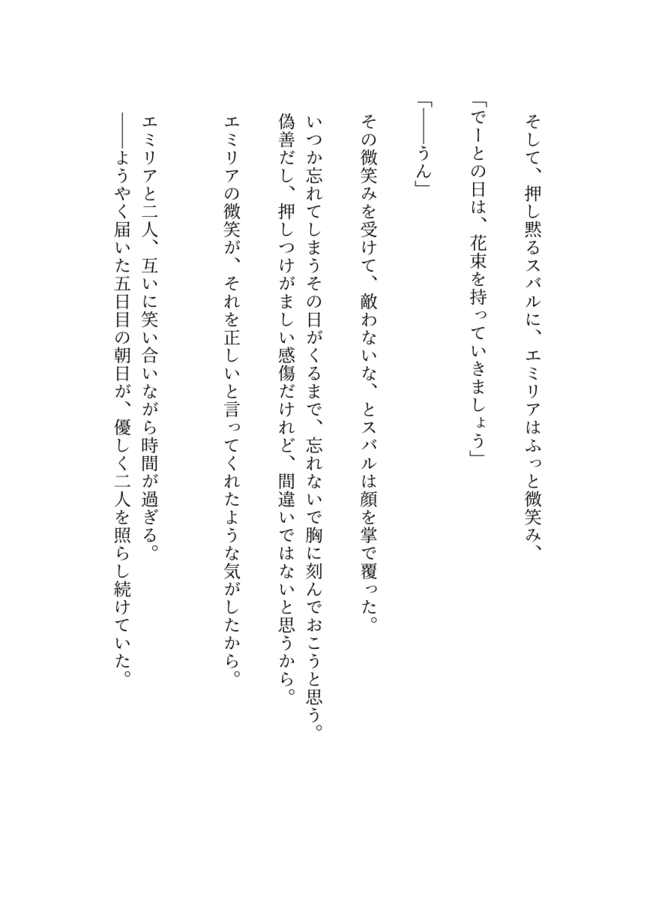 そして、押し黙るスバルに、エミリアはふっと微笑み、
「でーとの日は、花束を持っていきましょう」
「――うん」
その微笑みを受けて、敵わないな、とスバルは顔を掌で覆った。
いつか忘れてしまうその日がくるまで、忘れないで胸に刻んでおこうと思う。
偽善だし、押しつけがましい感傷だけれど、間違いではないと思うから。
エミリアの微笑が、それを正しいと言ってくれたような気がしたから。
エミリアと二人、互いに笑い合いながら時間が過ぎる。
――ようやく届いた五日目の朝日が、優しく二人を照らし続けていた。